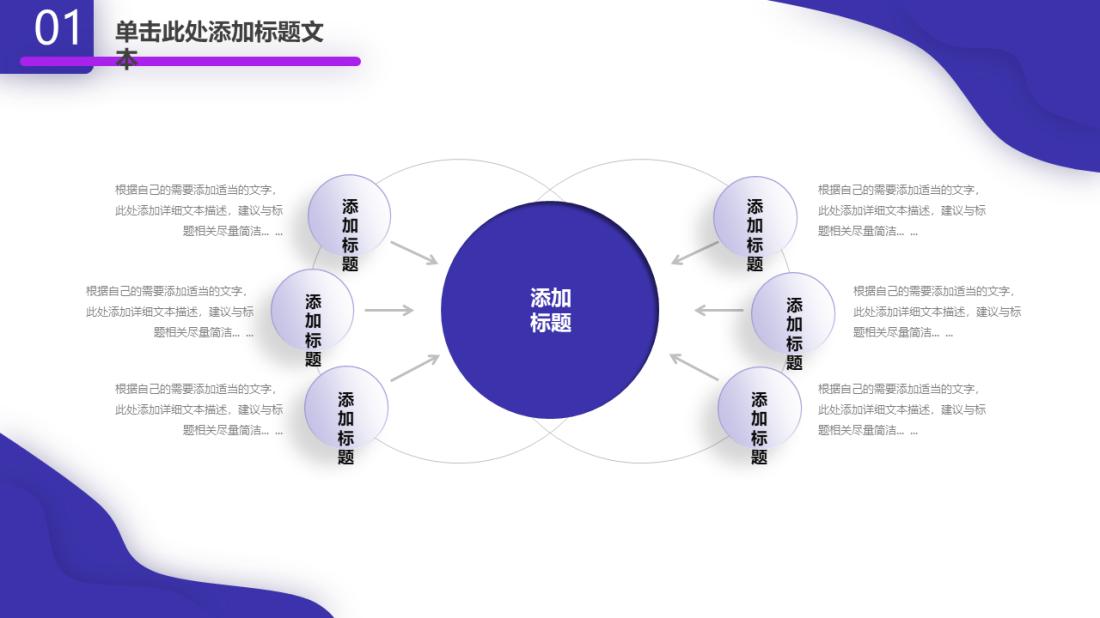 01
单击此处添加标题文
本
根据自己的需要添加适当的文字，
此处添加详细文本描述，建议与标
题相关尽量简洁... ...
添
加
标
题
根据自己的需要添加适当的文字，
此处添加详细文本描述，建议与标
题相关尽量简洁... ...
添
加
标
题
根据自己的需要添加适当的文字，
此处添加详细文本描述，建议与标
题相关尽量简洁... ...
添
加
标
题
添加
标题
添
加
标
题
根据自己的需要添加适当的文字，
此处添加详细文本描述，建议与标
题相关尽量简洁... ...
添
加
标
题
根据自己的需要添加适当的文字，
此处添加详细文本描述，建议与标
题相关尽量简洁... ...
添
加
标
题
根据自己的需要添加适当的文字，
此处添加详细文本描述，建议与标
题相关尽量简洁... ...